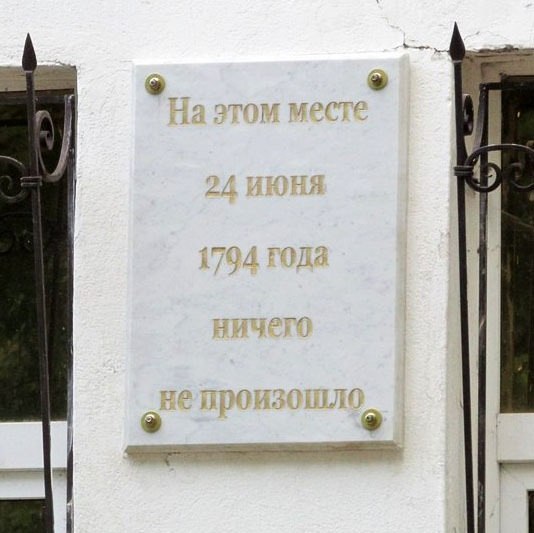 На этом месте
24 июня
1794 года
ничего
не произошло